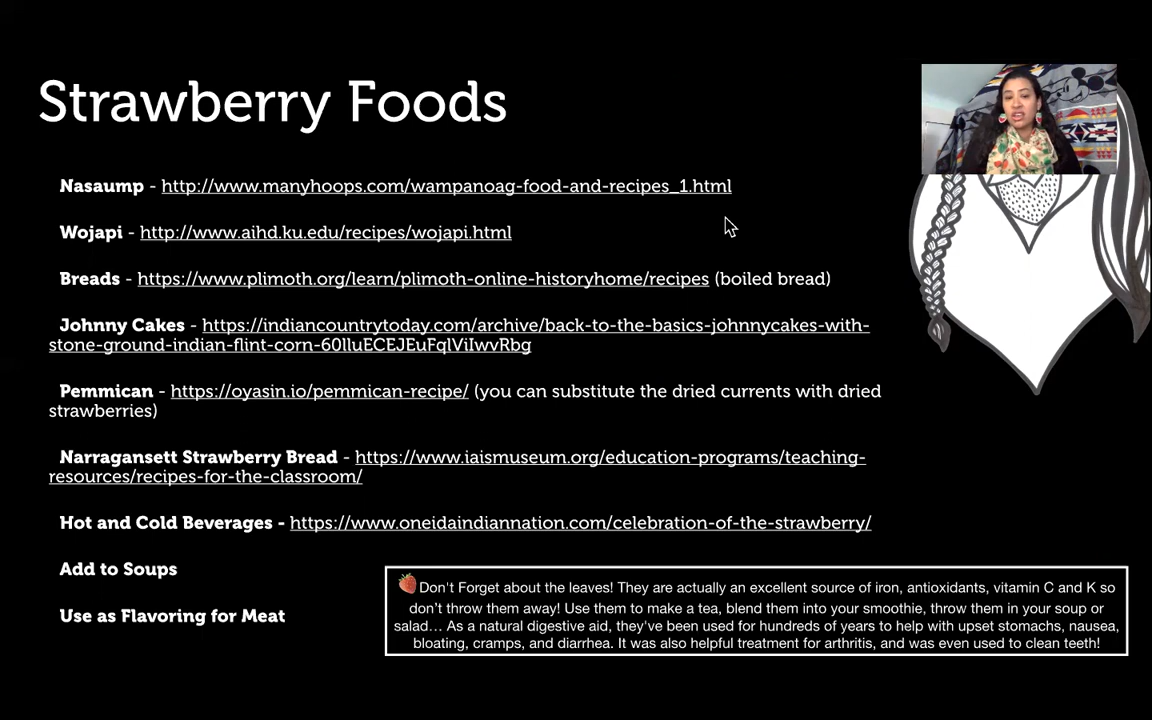 Strawberry Foods
Nasaump - http://www.manyhoops.com/wampanoag-food-and-recipes_1.html
Wojapi - http://www.aihd.ku.edu/recipes/wojapi.html
Breads - https://www.plimoth.org/learn/plimoth-online-historyhome/recipes (boiled bread)
Johnny Cakes - https://indiancountrytoday.com/archive/back-to-the-basics-johnnycakes-with-
stone-ground-indian-flint-corn-60lluECEJEuFqlViIwvRbg
Pemmican - https://oyasin.io/pemmican-recipe/ (you can substitute the dried currents with dried
strawberries)
Narragansett Strawberry Bread - https://www.iaismuseum.org/education-programs/teaching-
resources/recipes-for-the-classroom/
Hot and Cold Beverages - https://www.oneidaindiannation.com/celebration-of-the-strawberry/
Add to Soups
Use as Flavoring for Meat
Don't Forget about the leaves! They are actually an excellent source of iron, antioxidants, vitamin C and K so
don't throw them away! Use them to make a tea, blend them into your smoothie, throw them in your soup or
salad… As a natural digestive aid, they've been used for hundreds of years to help with upset stomachs, nausea,
bloating, cramps, and diarrhea. It was also helpful treatment for arthritis, and was even used to clean teeth!